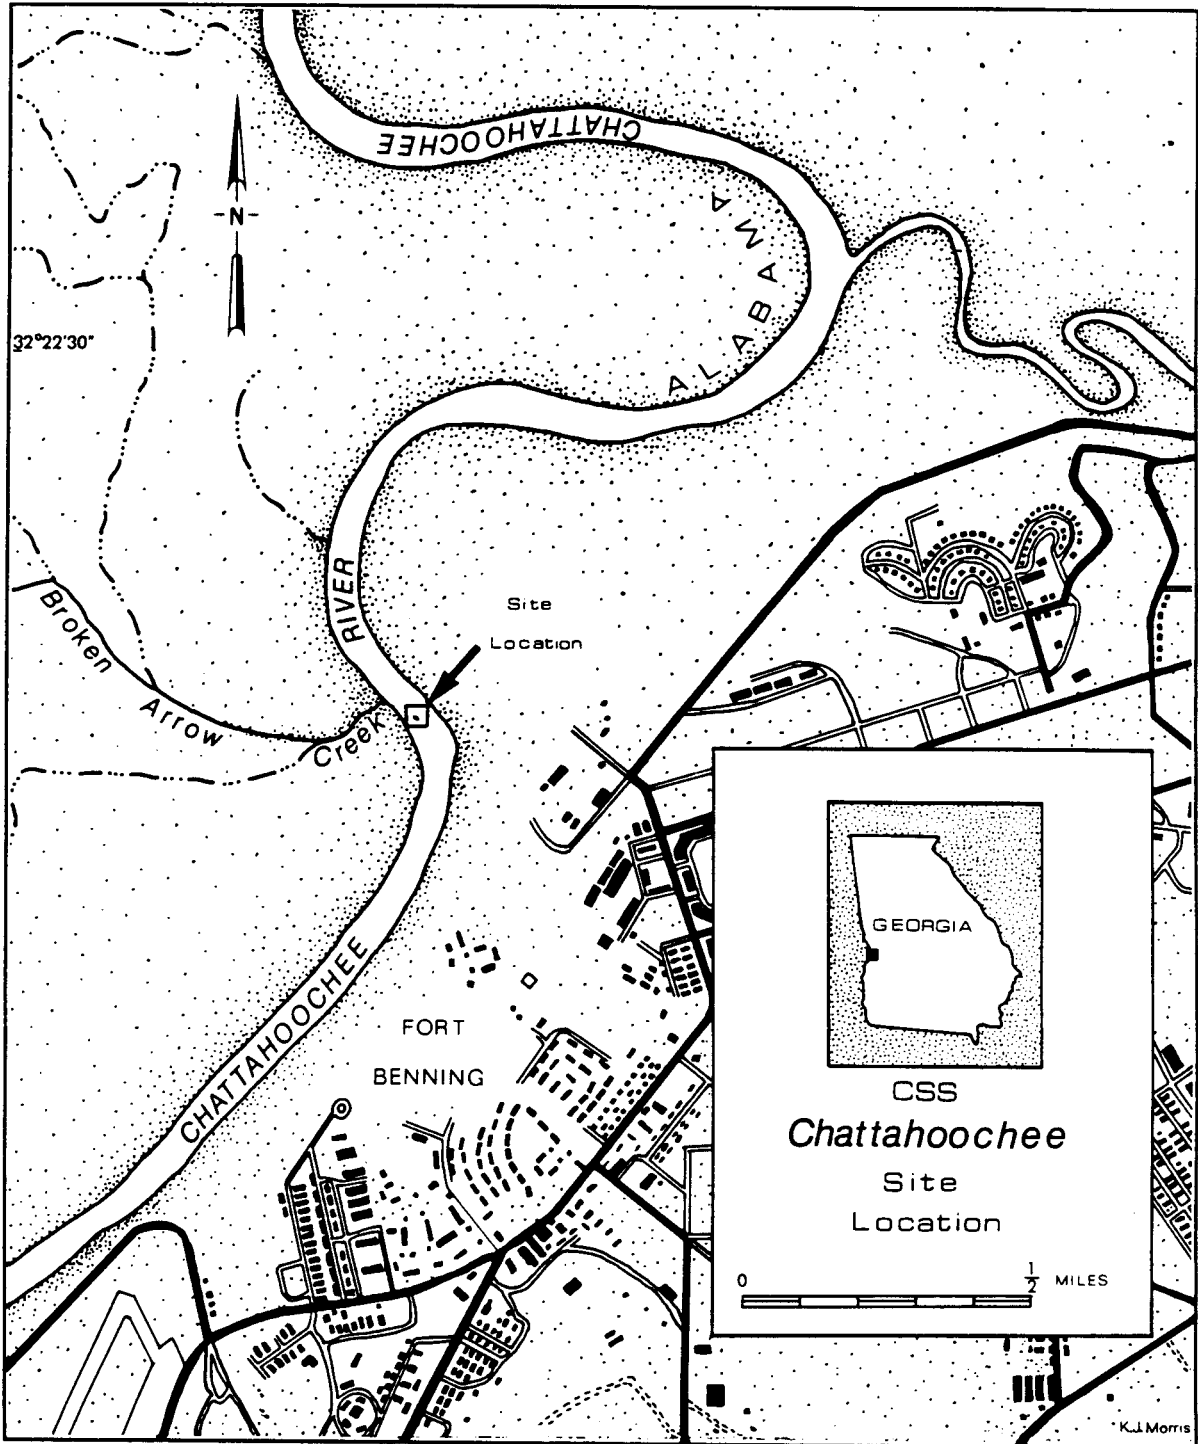 CHATTAHOOCHEE
ALABAMA
-N-
32°22'30"
RIVER
Site
Location
Broken
Arrow
Creek
CHATTAHOOCHEE
FORT
BENNING
GEORGIA
CSS
Chattahoochee
Site
Location
0 1/2 MILES
K.J. Morris